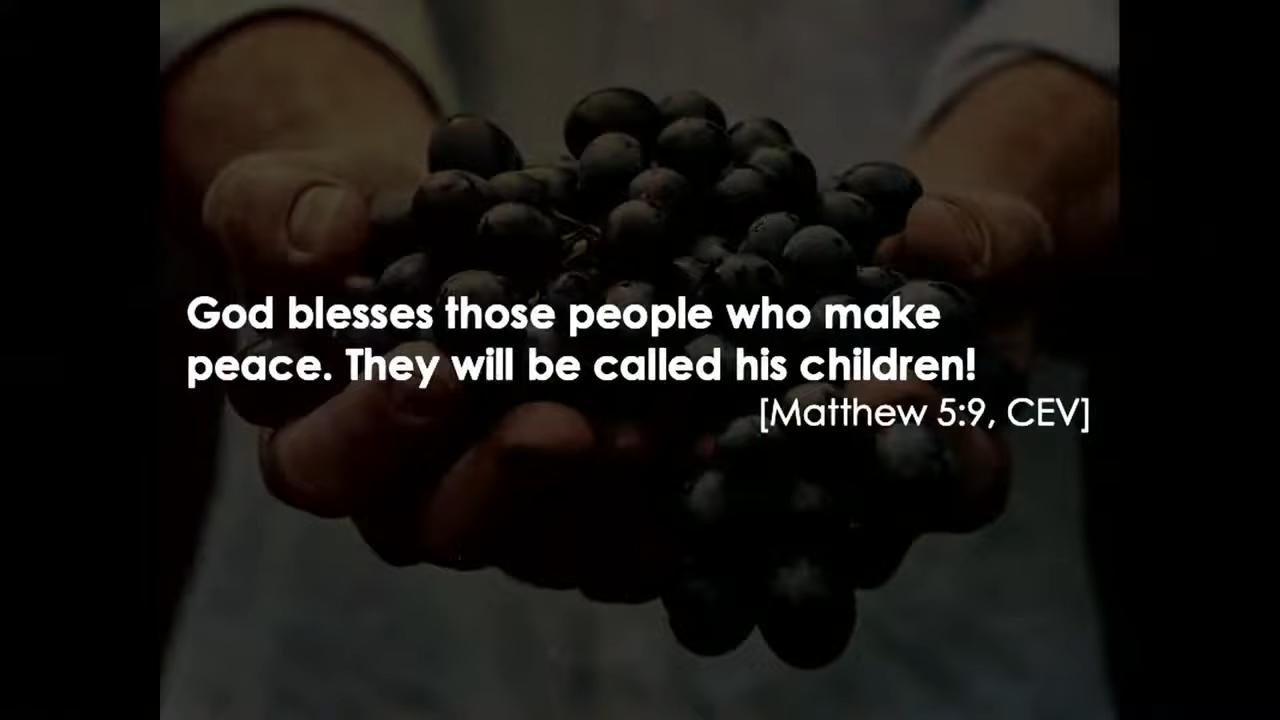 God blesses those people who make
peace. They will be called his children!
[Matthew 5:9, CEV]